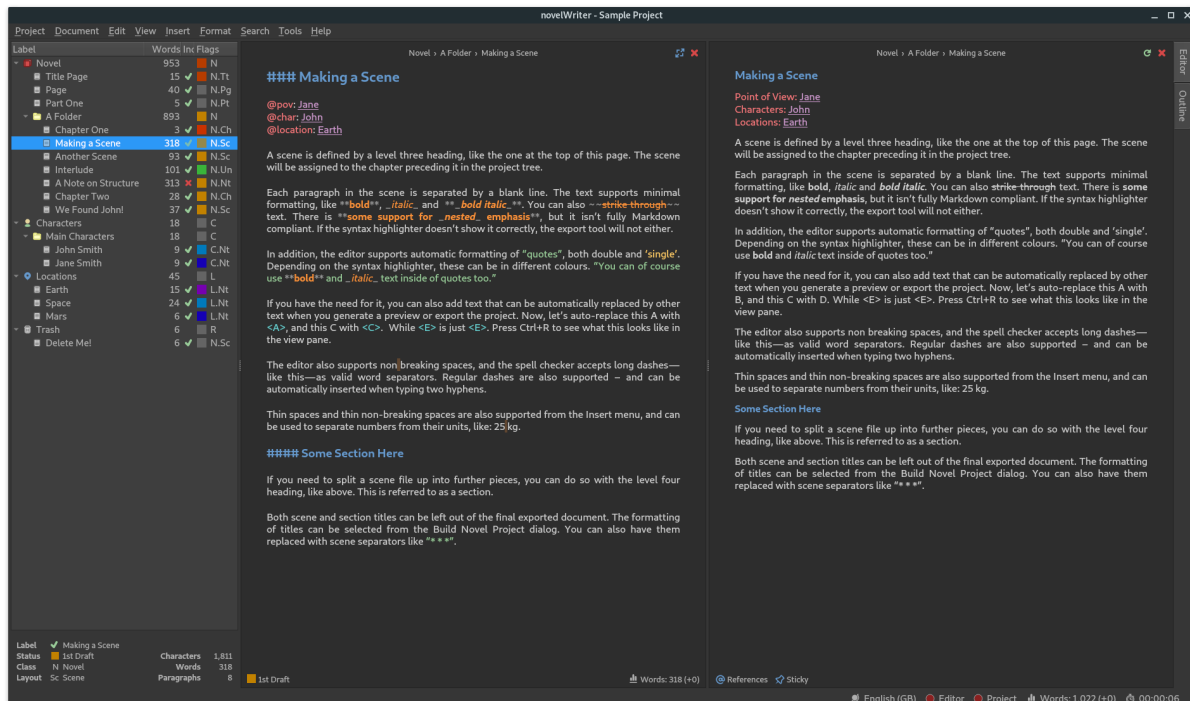 novelWriter - Sample Project
Project Document Edit View Insert Format Search Tools Help
Label Words Inc Flags
Novel 953 N
Title Page 15 N.Tt
Page 40 N.Pg
Part One 5 N.Pt
A Folder 893 N
Chapter One 3 N.Ch
Making a Scene 318 N.Sc
Another Scene 93 N.Sc
Interlude 101 N.Un
A Note on Structure 313 N.Nt
Chapter Two 28 N.Ch
We Found John! 37 N.Sc
Characters 18 C
Main Characters 18 C
John Smith 9 C.Nt
Jane Smith 9 C.Nt
Locations 45 L
Earth 15 L.Nt
Space 24 L.Nt
Mars 6 L.Nt
Trash 6 R
Delete Me! 6 N.Sc
Label Making a Scene
Status 1st Draft Characters 1,811
Class N Novel Words 318
Layout Sc Scene Paragraphs 8
Novel › A Folder › Making a Scene
### Making a Scene
@pov: Jane
@char: John
@location: Earth
A scene is defined by a level three heading, like the one at the top of this page. The scene
will be assigned to the chapter preceding it in the project tree.
Each paragraph in the scene is separated by a blank line. The text supports minimal
formatting, like **bold**, _italic_ and **_bold italic_**. You can also ~~strike through~~
text. There is **some support for _nested_ emphasis**, but it isn’t fully Markdown
compliant. If the syntax highlighter doesn’t show it correctly, the export tool will not either.
In addition, the editor supports automatic formatting of "quotes", both double and ‘single’.
Depending on the syntax highlighter, these can be in different colours. “You can of course
use **bold** and _italic_ text inside of quotes too.”
If you have the need for it, you can also add text that can be automatically replaced by other
text when you generate a preview or export the project. Now, let’s auto-replace this A with
<A>, and this C with <C>. While <E> is just <E>. Press Ctrl+R to see what this looks like in
the view pane.
The editor also supports non breaking spaces, and the spell checker accepts long dashes—
like this—as valid word separators. Regular dashes are also supported – and can be
automatically inserted when typing two hyphens.
Thin spaces and thin non-breaking spaces are also supported from the Insert menu, and can
be used to separate numbers from their units, like: 25 kg.
#### Some Section Here
If you need to split a scene file up into further pieces, you can do so with the level four
heading, like above. This is referred to as a section.
Both scene and section titles can be left out of the final exported document. The formatting
of titles can be selected from the Build Novel Project dialog. You can also have them
replaced with scene separators like "* * *".
1st Draft Words: 318 (+0)
Novel › A Folder › Making a Scene
Making a Scene
Point of View: Jane
Characters: John
Locations: Earth
A scene is defined by a level three heading, like the one at the top of this page. The scene
will be assigned to the chapter preceding it in the project tree.
Each paragraph in the scene is separated by a blank line. The text supports minimal
formatting, like bold, italic and bold italic. You can also strike through text. There is some
support for nested emphasis, but it isn’t fully Markdown compliant. If the syntax highlighter
doesn’t show it correctly, the export tool will not either.
In addition, the editor supports automatic formatting of "quotes", both double and ‘single’.
Depending on the syntax highlighter, these can be in different colours. “You can of course
use bold and italic text inside of quotes too.”
If you have the need for it, you can also add text that can be automatically replaced by other
text when you generate a preview or export the project. Now, let’s auto-replace this A with
B, and this C with D. While <E> is just <E>. Press Ctrl+R to see what this looks like in the
view pane.
The editor also supports non breaking spaces, and the spell checker accepts long dashes—
like this—as valid word separators. Regular dashes are also supported – and can be
automatically inserted when typing two hyphens.
Thin spaces and thin non-breaking spaces are also supported from the Insert menu, and can
be used to separate numbers from their units, like: 25 kg.
Some Section Here
If you need to split a scene file up into further pieces, you can do so with the level four
heading, like above. This is referred to as a section.
Both scene and section titles can be left out of the final exported document. The formatting
of titles can be selected from the Build Novel Project dialog. You can also have them
replaced with scene separators like "* * *".
References Sticky
Editor
Outline
English (GB) Editor Project Words: 1,022 (+0) 00:00:06